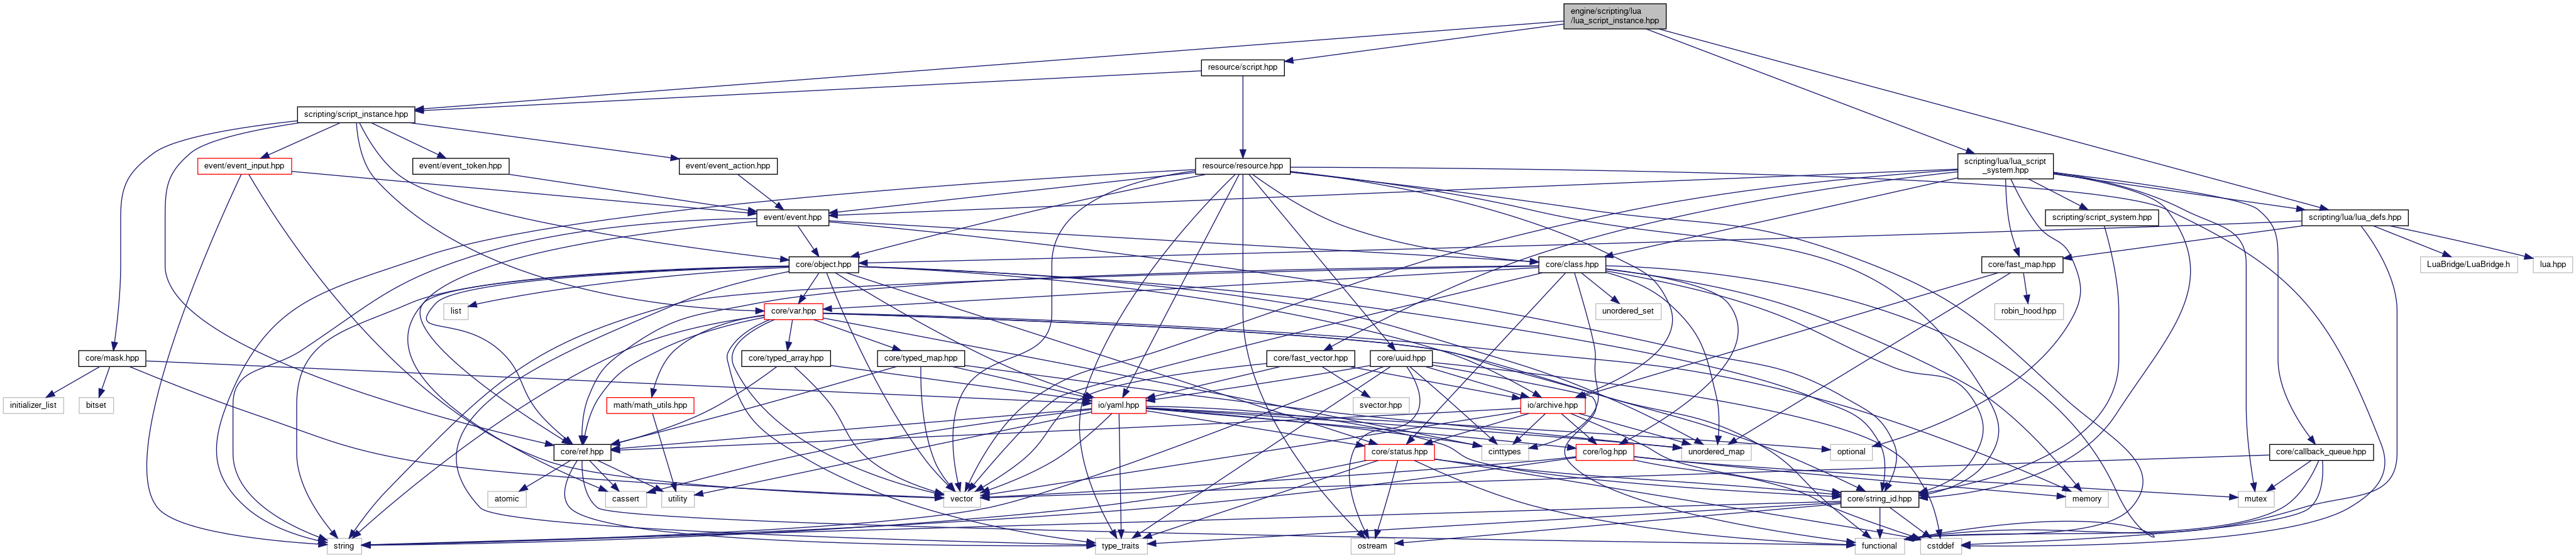 engine/scripting/lua
/lua_script_instance.hpp
resource/script.hpp
scripting/script_instance.hpp
event/event_input.hpp
event/event_token.hpp
event/event_action.hpp
resource/resource.hpp
scripting/lua/lua_script
_system.hpp
event/event.hpp
scripting/script_system.hpp
scripting/lua/lua_defs.hpp
core/object.hpp
core/class.hpp
core/fast_map.hpp
LuaBridge/LuaBridge.h
lua.hpp
list
core/var.hpp
unordered_set
robin_hood.hpp
core/mask.hpp
core/typed_array.hpp
core/typed_map.hpp
core/fast_vector.hpp
core/uuid.hpp
initializer_list
bitset
math/math_utils.hpp
io/yaml.hpp
svector.hpp
io/archive.hpp
core/ref.hpp
core/status.hpp
cinttypes
core/log.hpp
unordered_map
optional
core/callback_queue.hpp
atomic
cassert
utility
vector
core/string_id.hpp
memory
mutex
string
type_traits
ostream
functional
cstddef